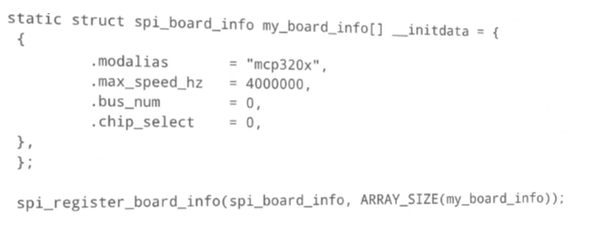 static struct spi_board_info my_board_info[] __initdata = {
{
.modalias = "mcp320x",
.max_speed_hz = 4000000,
.bus_num = 0,
.chip_select = 0,
},
};
spi_register_board_info(spi_board_info, ARRAY_SIZE(my_board_info));